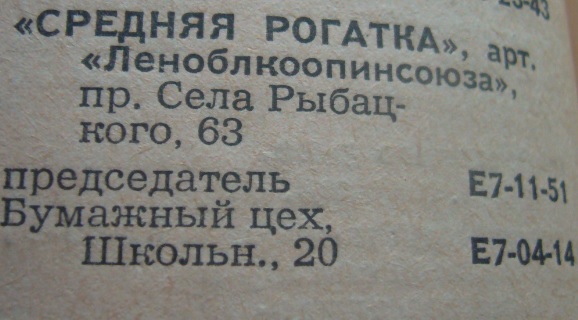 «СРЕДНЯЯ РОГАТКА», арт.
«Леноблкоопинсоюза»,
пр. Села Рыбац-
кого, 63
председатель Е7-11-51
Бумажный цех,
Школьн., 20 Е7-04-14